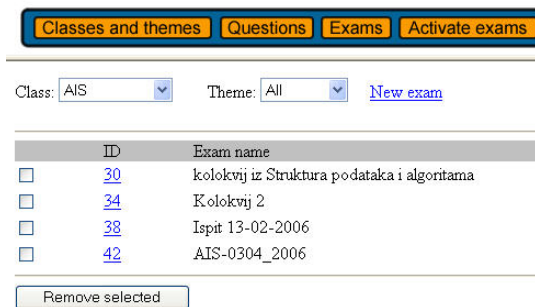 Classes and themes Questions Exams Activate exams
Class: AIS Theme: All New exam
ID Exam name
30 kolokvij iz Struktura podataka i algoritama
34 Kolokvij 2
38 Ispit 13-02-2006
42 AIS-0304_2006
Remove selected